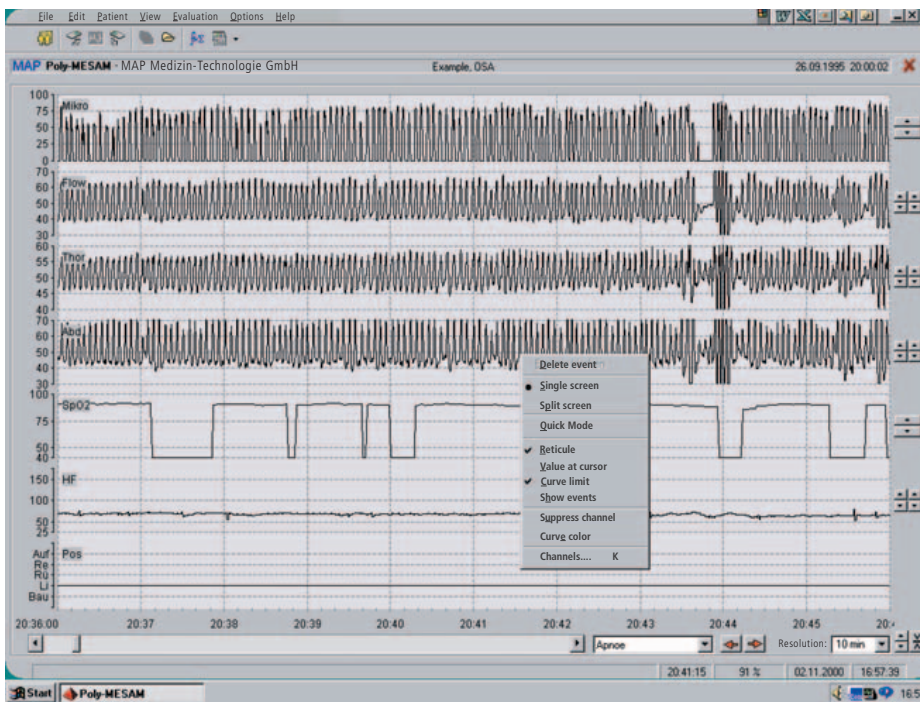 File Edit Patient View Evaluation Options Help
MAP Poly-MESAM - MAP Medizin-Technologie GmbH Example, OSA 26.09.1995 20:00:02
100
75
50
25
0
Mikro
70
60
50
40
30
Flow
60
55
50
45
40
Thor
70
60
50
40
30
Abd
100
75
50
40
SpO2
150
100
50
25
HF
Auf
Re
Rü
Li
Bau
Pos
Delete event
Single screen
Split screen
Quick Mode
Reticule
Value at cursor
Curve limit
Show events
Suppress channel
Curve color
Channels.... K
20:36:00 20:37 20:38 20:39 20:40 20:41 20:42 20:43 20:44 20:45 20:4
Apnoe Resolution: 10 min
20:41:15 91 % 02.11.2000 16:57:39
Start Poly-MESAM 16:5